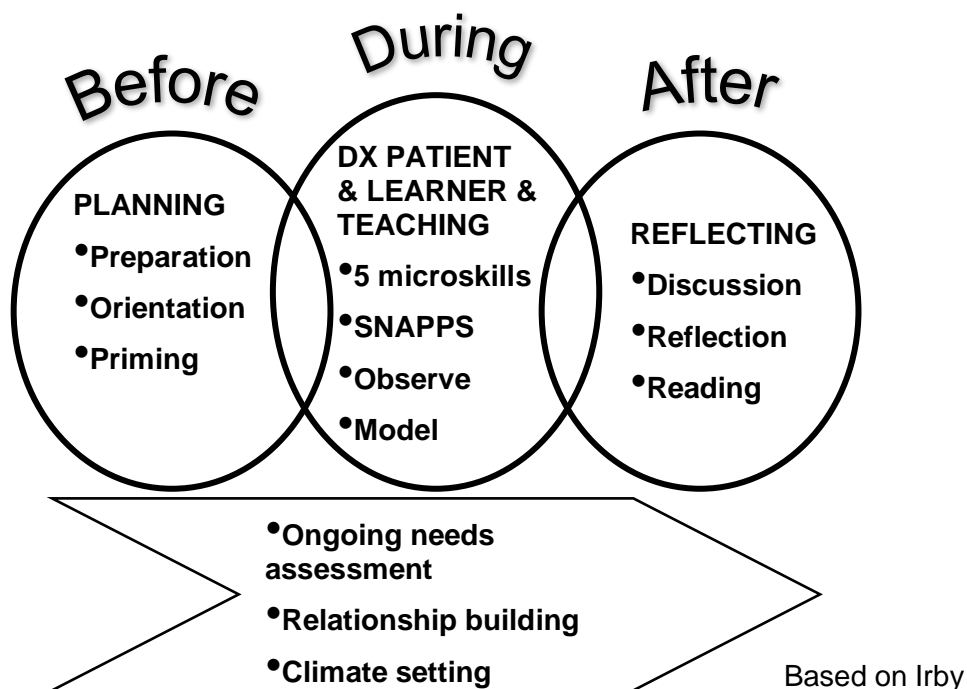 Before
During
After
PLANNING
•Preparation
•Orientation
•Priming
DX PATIENT
& LEARNER &
TEACHING
•5 microskills
•SNAPPS
•Observe
•Model
REFLECTING
•Discussion
•Reflection
•Reading
•Ongoing needs
assessment
•Relationship building
•Climate setting
Based on Irby